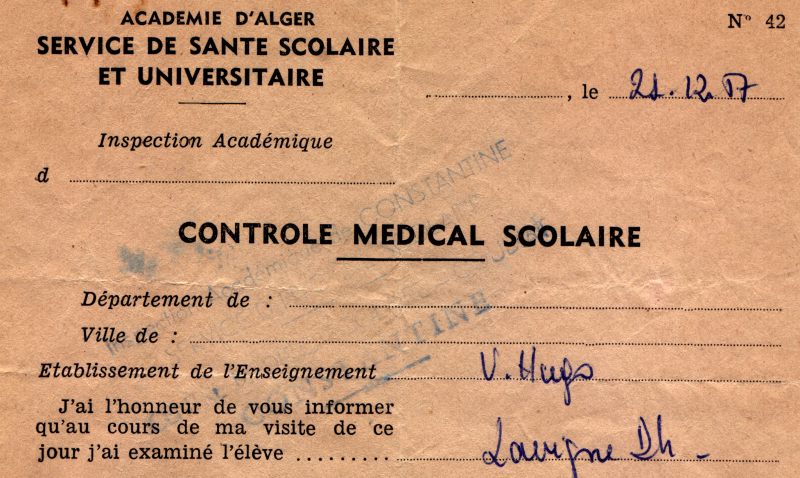 ACADEMIE D'ALGER
SERVICE DE SANTE SCOLAIRE
ET UNIVERSITAIRE
N° 42
, le 21.12.57
Inspection Académique
d
CONSTANTINE
CONTROLE MEDICAL SCOLAIRE
Département de :
Ville de :
CONSTANTINE
Etablissement de l'Enseignement V. Hugo
J'ai l'honneur de vous informer
qu'au cours de ma visite de ce
jour j'ai examiné l'élève ......... Lavigne Dh.